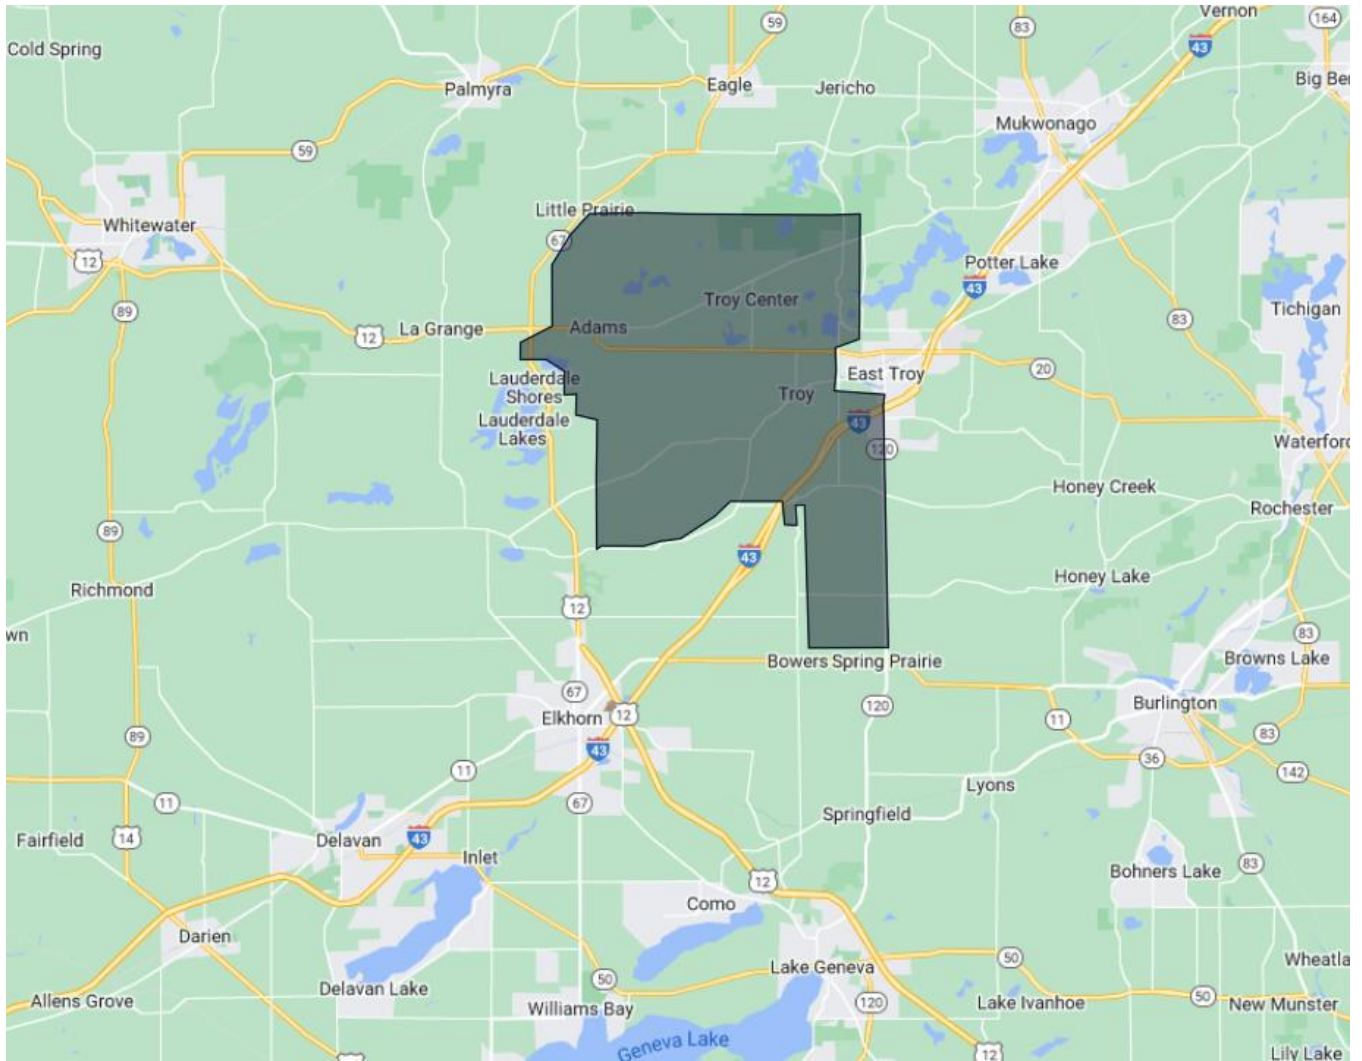 Vernon
59
83
164
43
Cold Spring
Palmyra
Eagle
Jericho
Big Be
Mukwonago
59
Little Prairie
Whitewater
67
12
Potter Lake
43
89
Troy Center
Tichigan
83
La Grange
12
Adams
20
East Troy
Lauderdale
Shores
Troy
Lauderdale
Lakes
43
120
Waterford
Honey Creek
Rochester
89
43
Richmond
Honey Lake
12
wn
83
Bowers Spring Prairie
Browns Lake
67
Elkhorn
12
120
11
Burlington
83
89
43
36
142
11
67
Lyons
Springfield
Fairfield
14
Delavan
43
Inlet
83
12
Bohners Lake
Como
Darien
50
Lake Geneva
50
Wheatla
Delavan Lake
Allens Grove
Williams Bay
120
Lake Ivanhoe
50
New Munster
Geneva Lake
12
Lily Lake